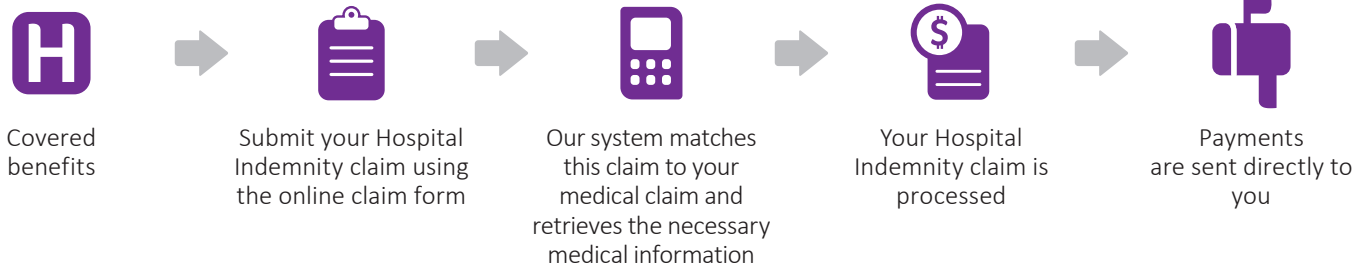 H
$
Covered
benefits
Submit your Hospital
Indemnity claim using
the online claim form
Our system matches
this claim to your
medical claim and
retrieves the necessary
medical information
Your Hospital
Indemnity claim is
processed
Payments
are sent directly to
you